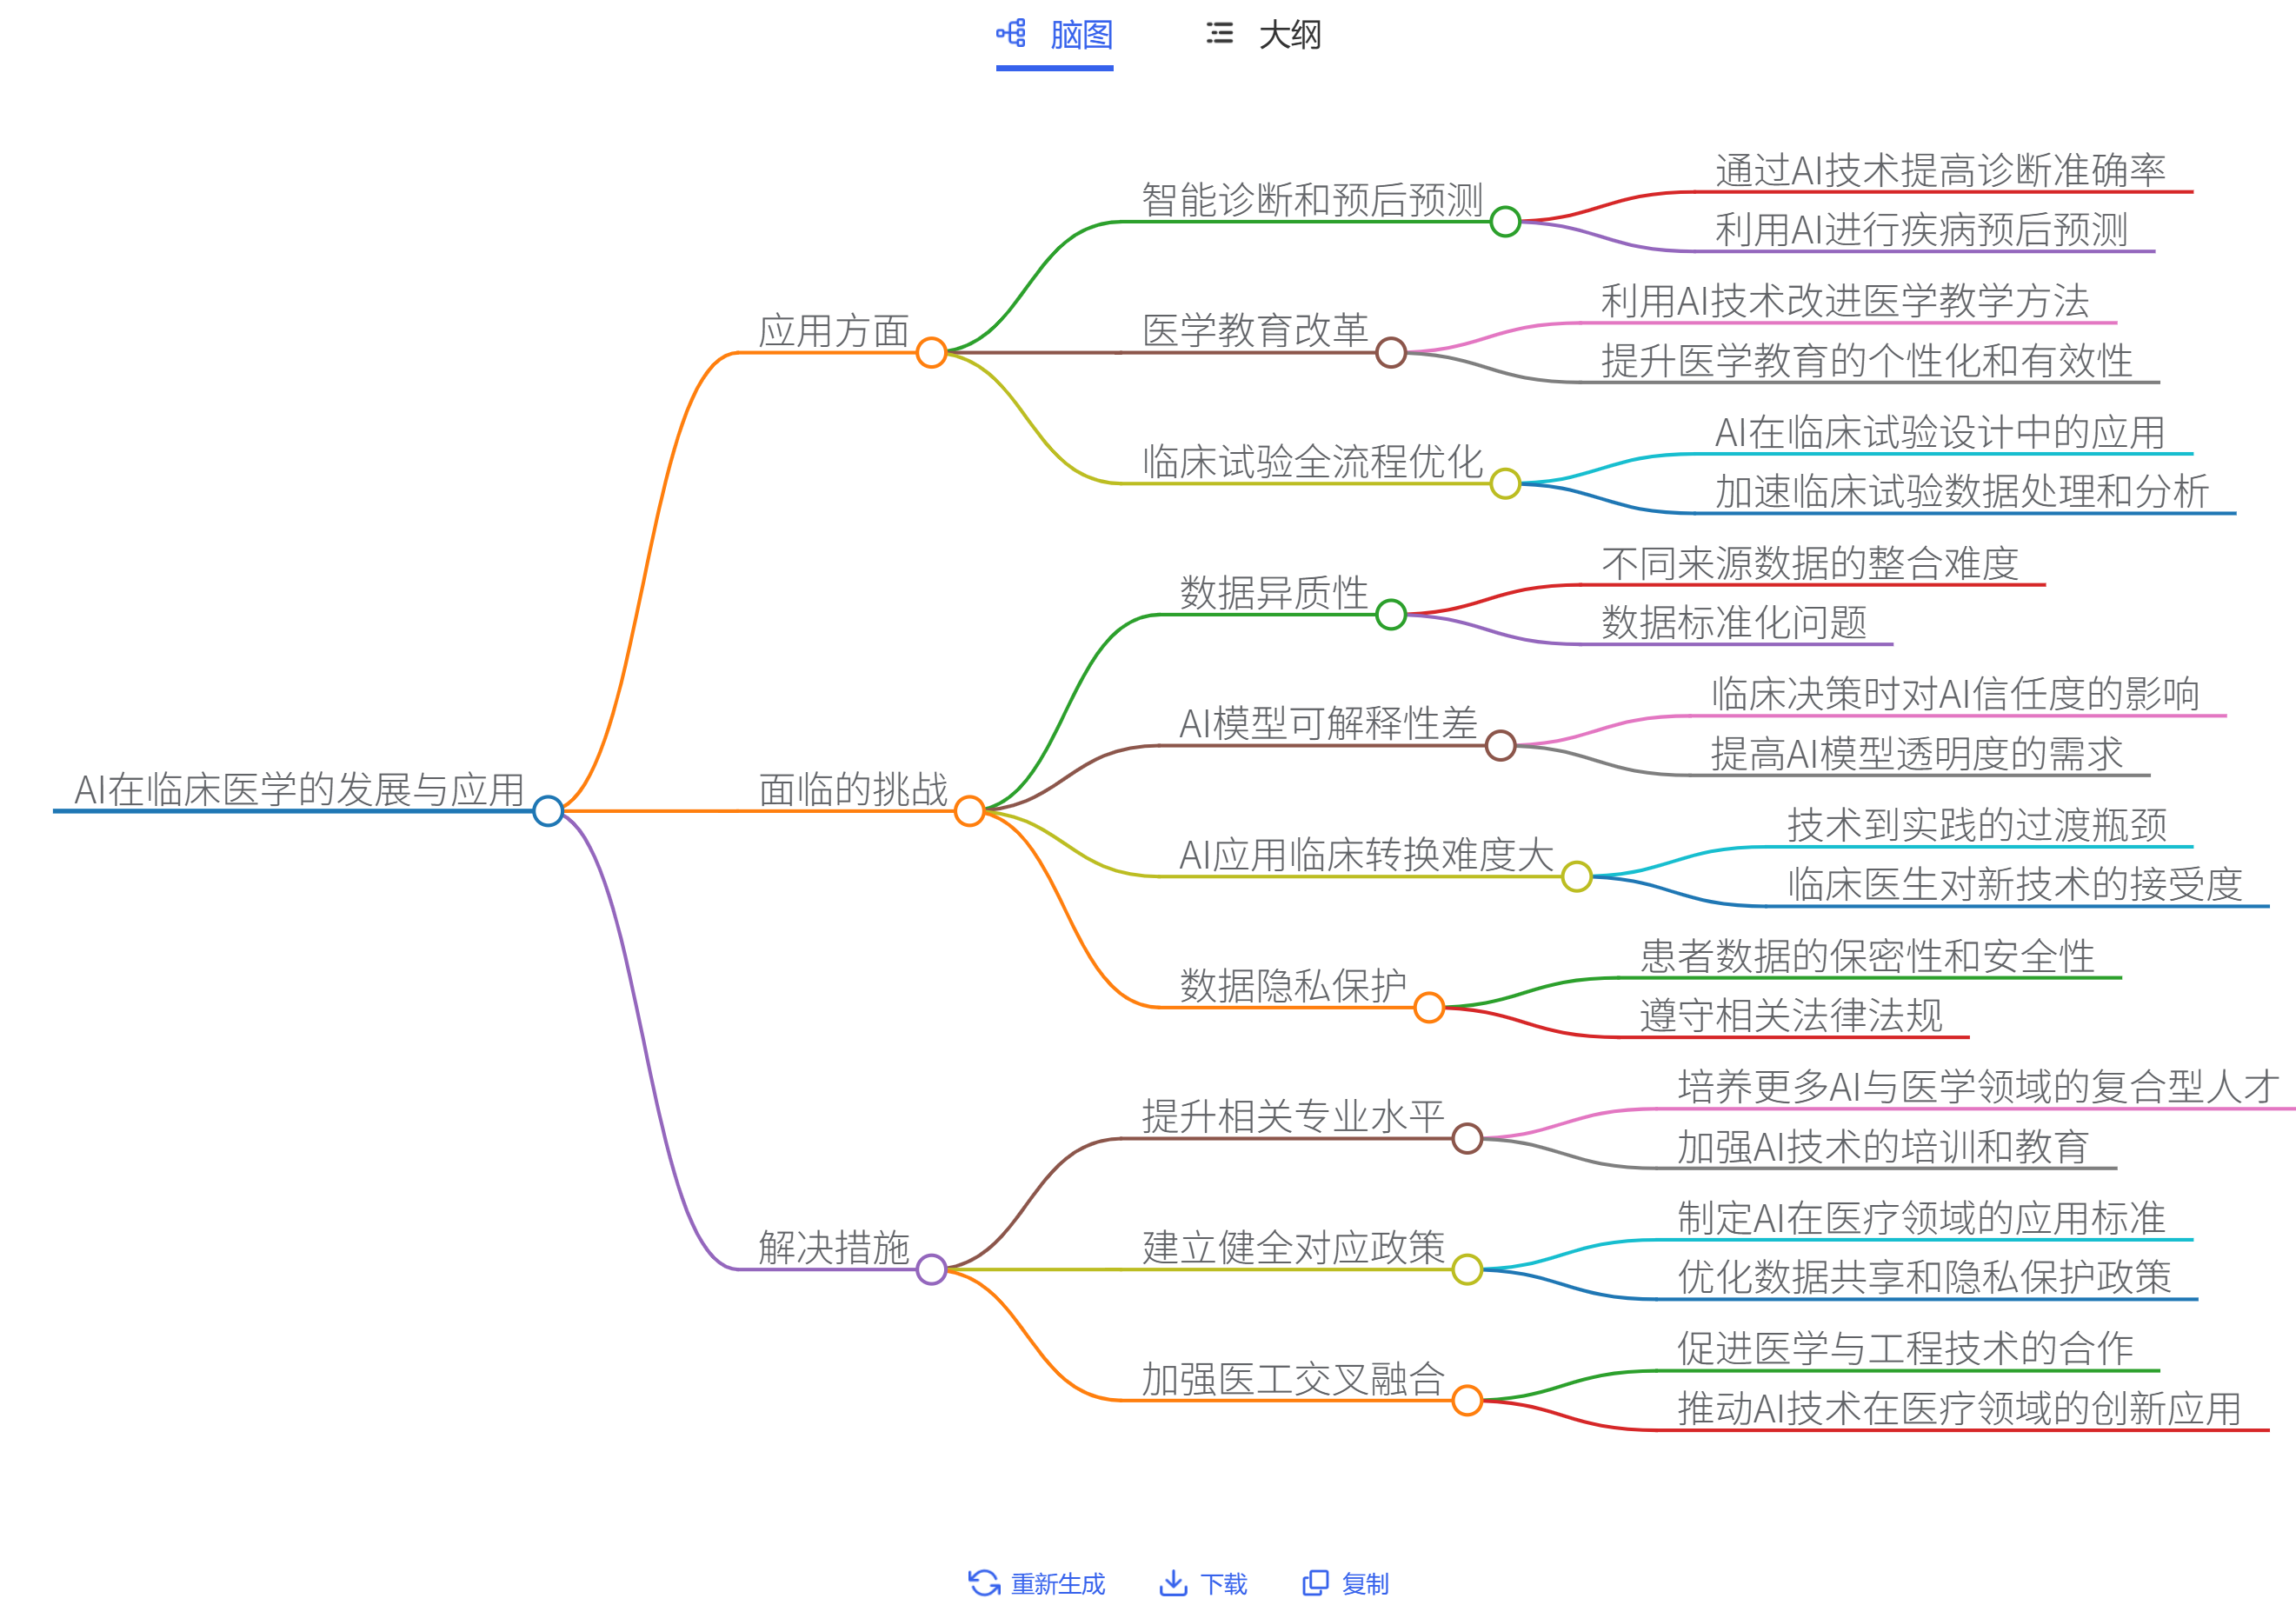 脑图
大纲
AI在临床医学的发展与应用
应用方面
智能诊断和预后预测
通过AI技术提高诊断准确率
利用AI进行疾病预后预测
医学教育改革
利用AI技术改进医学教学方法
提升医学教育的个性化和有效性
临床试验全流程优化
AI在临床试验设计中的应用
加速临床试验数据处理和分析
面临的挑战
数据异质性
不同来源数据的整合难度
数据标准化问题
AI模型可解释性差
临床决策时对AI信任度的影响
提高AI模型透明度的需求
AI应用临床转换难度大
技术到实践的过渡瓶颈
临床医生对新技术的接受度
数据隐私保护
患者数据的保密性和安全性
遵守相关法律法规
解决措施
提升相关专业水平
培养更多AI与医学领域的复合型人才
加强AI技术的培训和教育
建立健全对应政策
制定AI在医疗领域的应用标准
优化数据共享和隐私保护政策
加强医工交叉融合
促进医学与工程技术的合作
推动AI技术在医疗领域的创新应用
重新生成
下载
复制